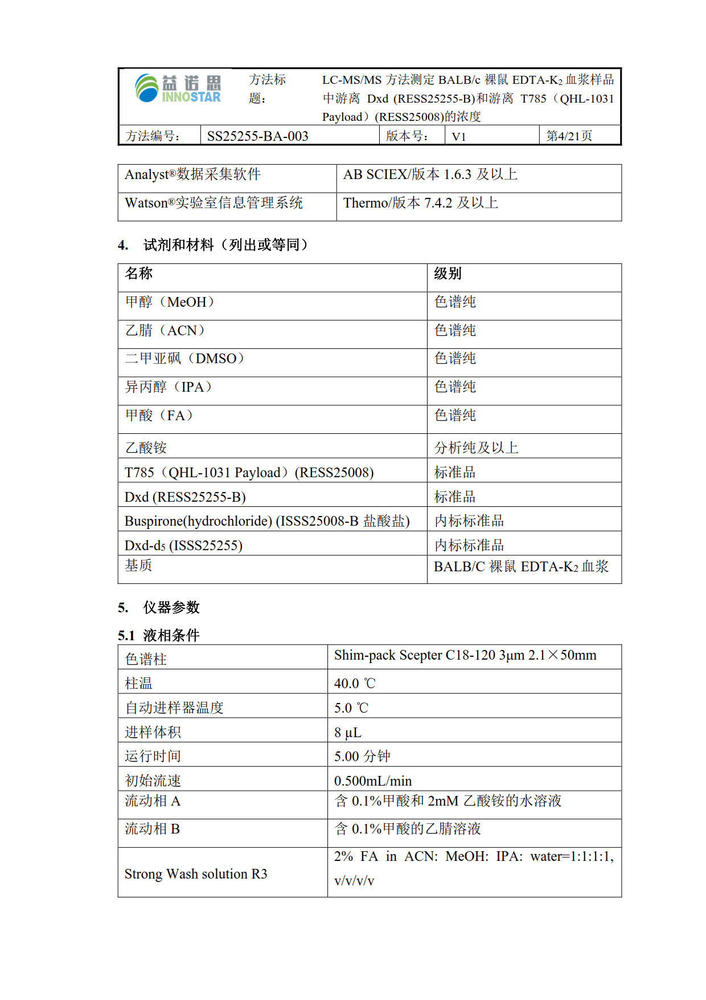 益诺思
INNOSTAR
方法标
题：
LC-MS/MS 方法测定 BALB/c 裸鼠 EDTA-K2 血浆样品
中游离 Dxd (RESS25255-B)和游离 T785（QHL-1031
Payload）(RESS25008)的浓度
方法编号： SS25255-BA-003 版本号： V1 第4/21页
Analyst®数据采集软件 AB SCIEX/版本 1.6.3 及以上
Watson®实验室信息管理系统 Thermo/版本 7.4.2 及以上
4. 试剂和材料（列出或等同）
名称 级别
甲醇（MeOH） 色谱纯
乙腈（ACN） 色谱纯
二甲亚砜（DMSO） 色谱纯
异丙醇（IPA） 色谱纯
甲酸（FA） 色谱纯
乙酸铵 分析纯及以上
T785（QHL-1031 Payload）(RESS25008) 标准品
Dxd (RESS25255-B) 标准品
Buspirone(hydrochloride) (ISSS25008-B 盐酸盐) 内标标准品
Dxd-d5 (ISSS25255) 内标标准品
基质 BALB/C 裸鼠 EDTA-K2 血浆
5. 仪器参数
5.1 液相条件
色谱柱 Shim-pack Scepter C18-120 3μm 2.1×50mm
柱温 40.0 ℃
自动进样器温度 5.0 ℃
进样体积 8 μL
运行时间 5.00 分钟
初始流速 0.500mL/min
流动相 A 含 0.1%甲酸和 2mM 乙酸铵的水溶液
流动相 B 含 0.1%甲酸的乙腈溶液
Strong Wash solution R3 2% FA in ACN: MeOH: IPA: water=1:1:1:1,
v/v/v/v